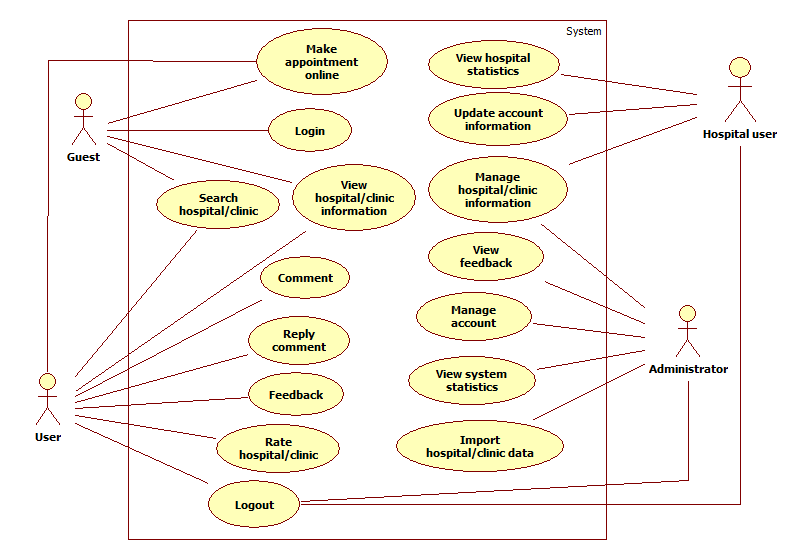 System
Make
appointment
online
View hospital
statistics
Update account
information
Hospital user
Guest
Login
Search
hospital/clinic
View
hospital/clinic
information
Manage
hospital/clinic
information
View
feedback
Comment
Manage
account
Reply
comment
View system
statistics
Administrator
Feedback
User
Rate
hospital/clinic
Import
hospital/clinic data
Logout